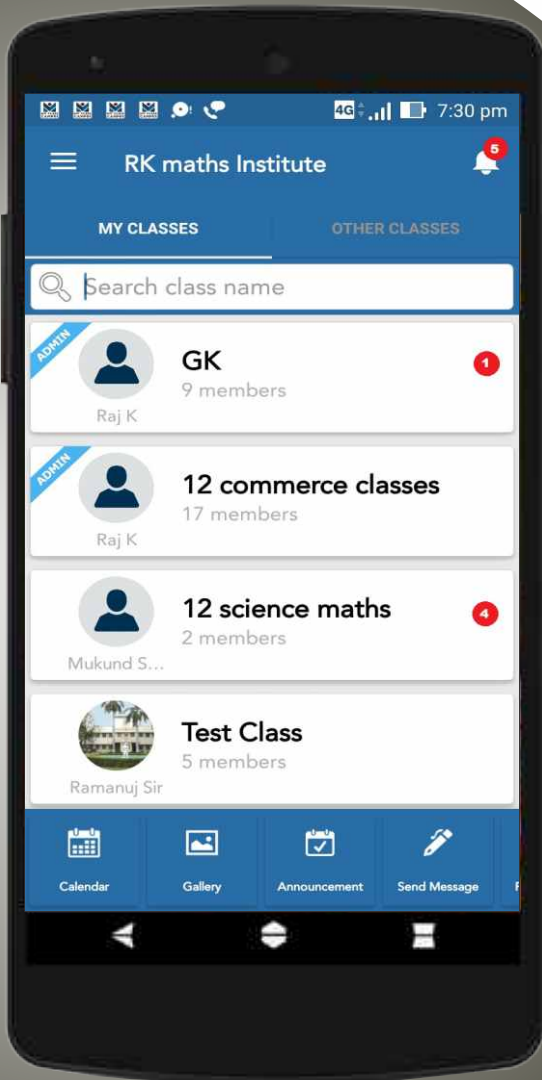 4G 7:30 pm
RK maths Institute
5
MY CLASSES OTHER CLASSES
Search class name
ADMIN
GK
1
9 members
Raj K
ADMIN
12 commerce classes
17 members
Raj K
12 science maths
4
2 members
Mukund S...
Test Class
5 members
Ramanuj Sir
Calendar Gallery Announcement Send Message